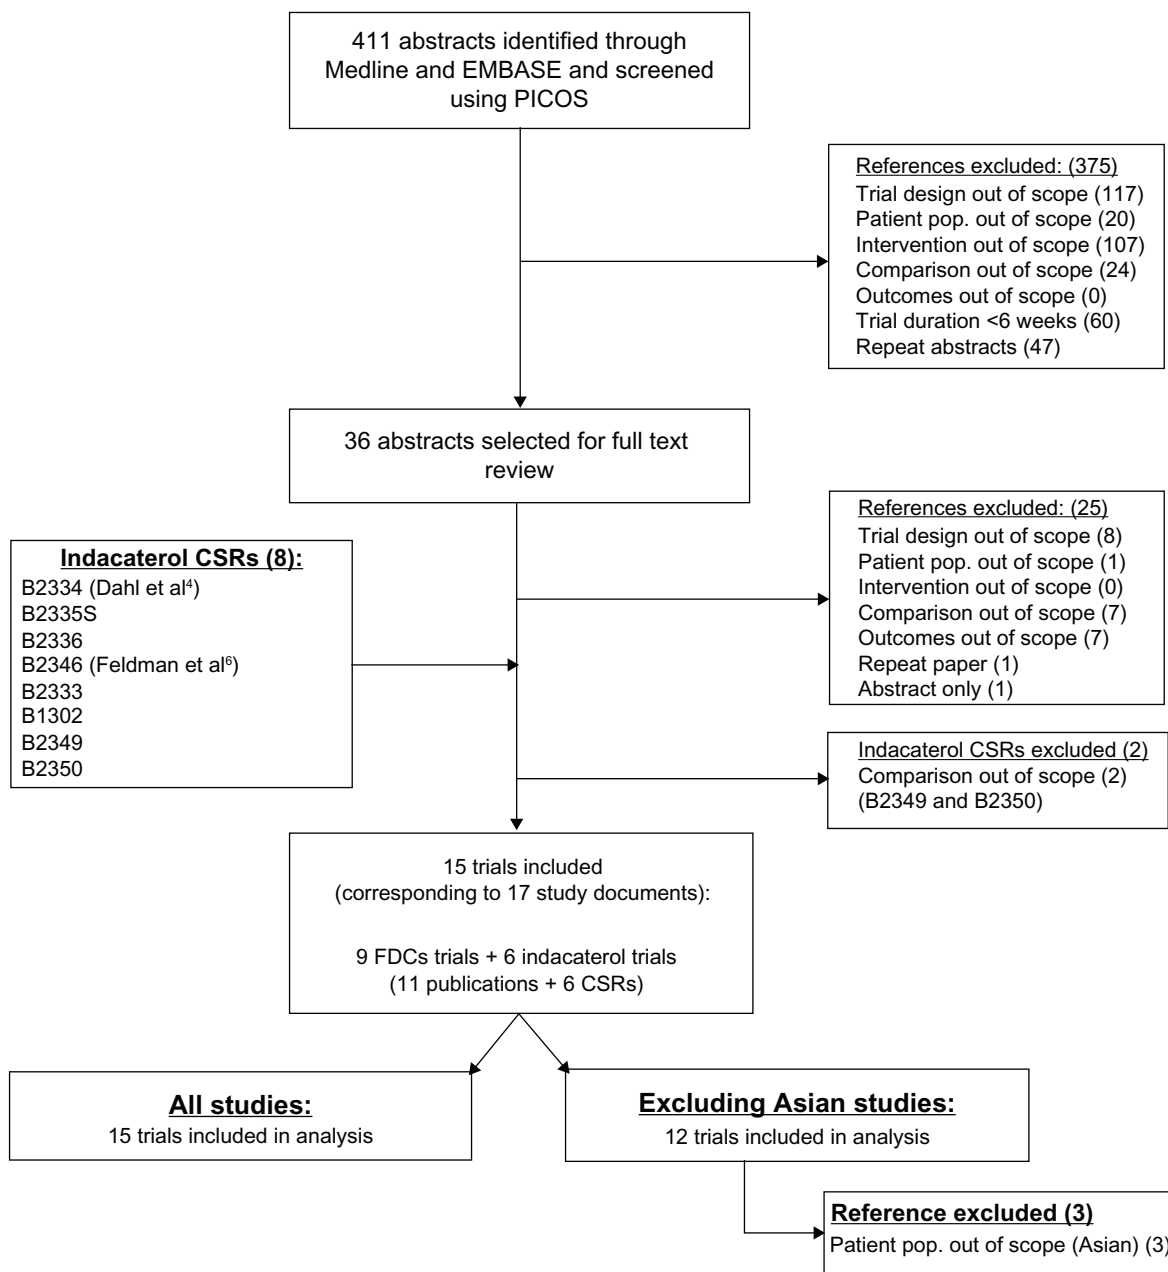 411 abstracts identified through
Medline and EMBASE and screened
using PICOS
References excluded: (375)
Trial design out of scope (117)
Patient pop. out of scope (20)
Intervention out of scope (107)
Comparison out of scope (24)
Outcomes out of scope (0)
Trial duration <6 weeks (60)
Repeat abstracts (47)
36 abstracts selected for full text
review
References excluded: (25)
Trial design out of scope (8)
Patient pop. out of scope (1)
Intervention out of scope (0)
Comparison out of scope (7)
Outcomes out of scope (7)
Repeat paper (1)
Abstract only (1)
Indacaterol CSRs (8):
B2334 (Dahl et al⁴)
B2335S
B2336
B2346 (Feldman et al⁶)
B2333
B1302
B2349
B2350
Indacaterol CSRs excluded (2)
Comparison out of scope (2)
(B2349 and B2350)
15 trials included
(corresponding to 17 study documents):
9 FDCs trials + 6 indacaterol trials
(11 publications + 6 CSRs)
All studies:
15 trials included in analysis
Excluding Asian studies:
12 trials included in analysis
Reference excluded (3)
Patient pop. out of scope (Asian) (3)